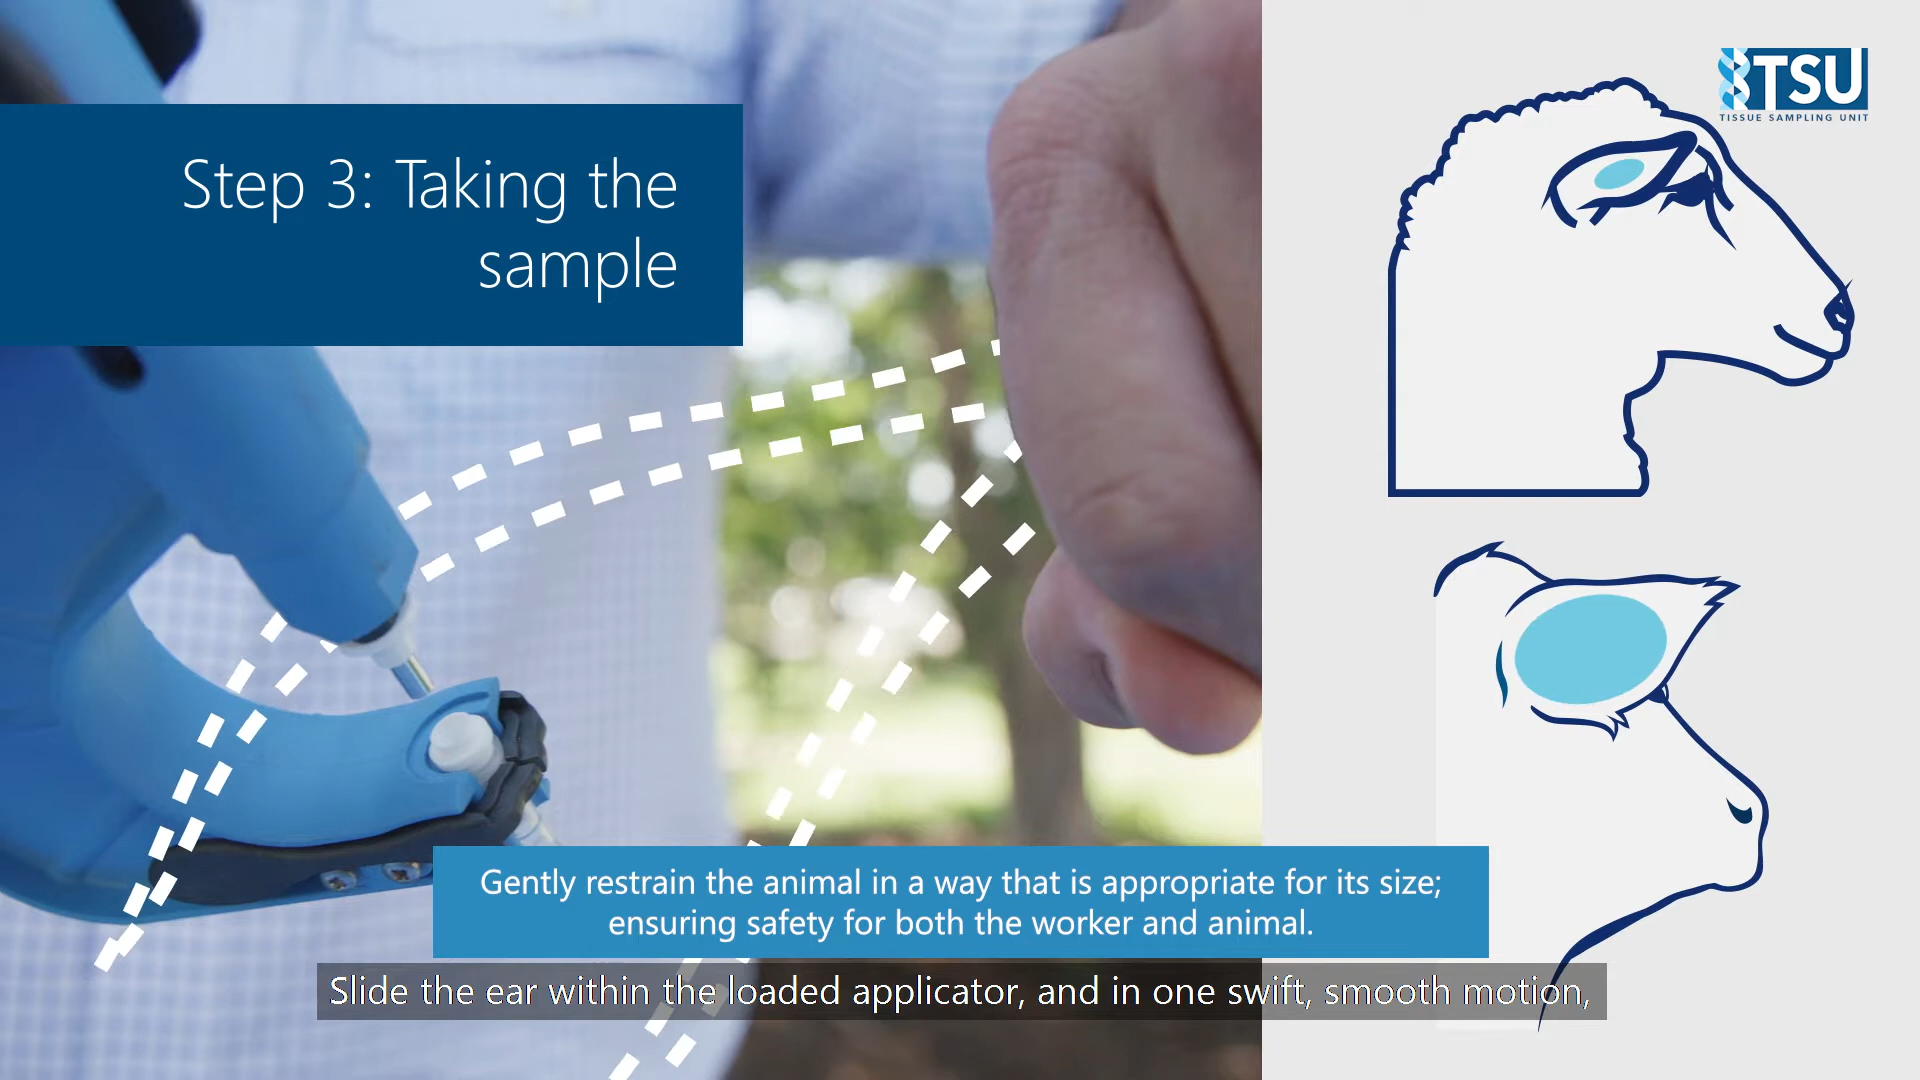 Step 3: Taking the
sample
TSU
TISSUE SAMPLING UNIT
Gently restrain the animal in a way that is appropriate for its size;
ensuring safety for both the worker and animal.
Slide the ear within the loaded applicator, and in one swift, smooth motion,